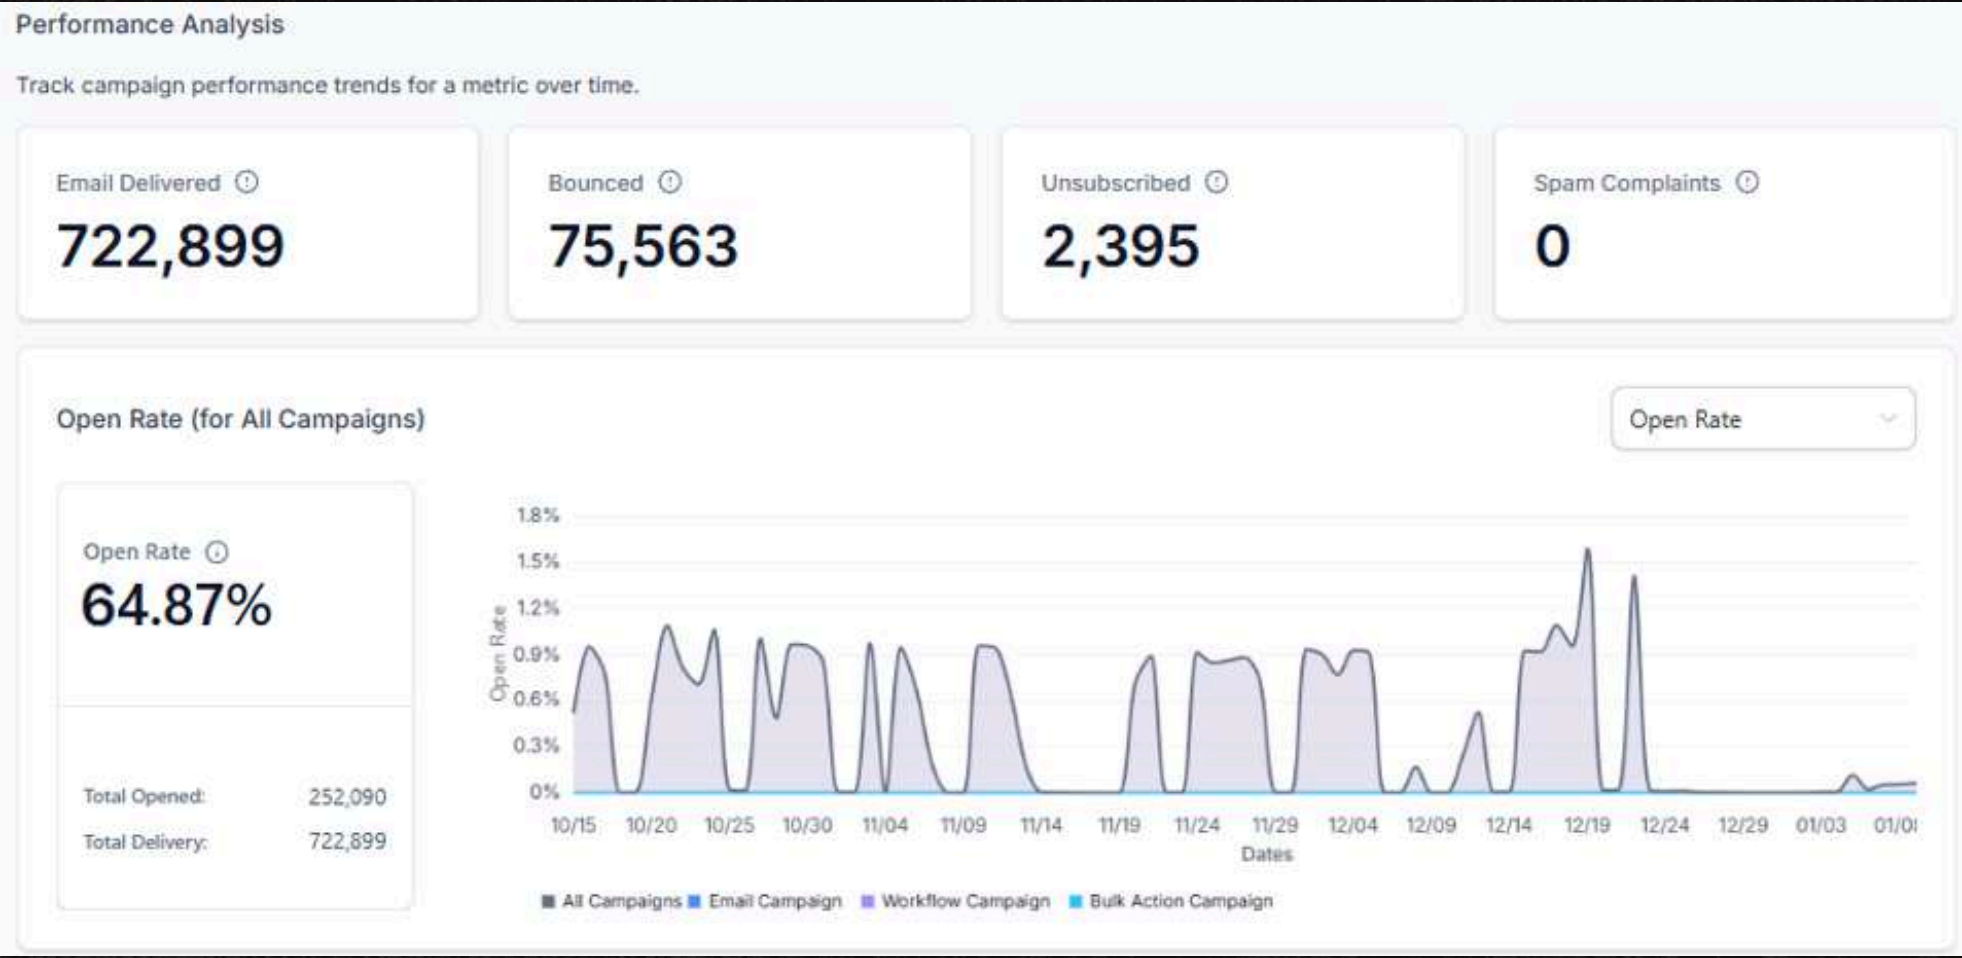 Performance Analysis
Track campaign performance trends for a metric over time.
Email Delivered
722,899
Bounced
75,563
Unsubscribed
2,395
Spam Complaints
0
Open Rate (for All Campaigns)
Open Rate
Open Rate
64.87%
Total Opened: 252,090
Total Delivery: 722,899
Open Rate
1.8%
1.5%
1.2%
0.9%
0.6%
0.3%
0%
10/15 10/20 10/25 10/30 11/04 11/09 11/14 11/19 11/24 11/29 12/04 12/09 12/14 12/19 12/24 12/29 01/03
Dates
All Campaigns Email Campaign Workflow Campaign Bulk Action Campaign